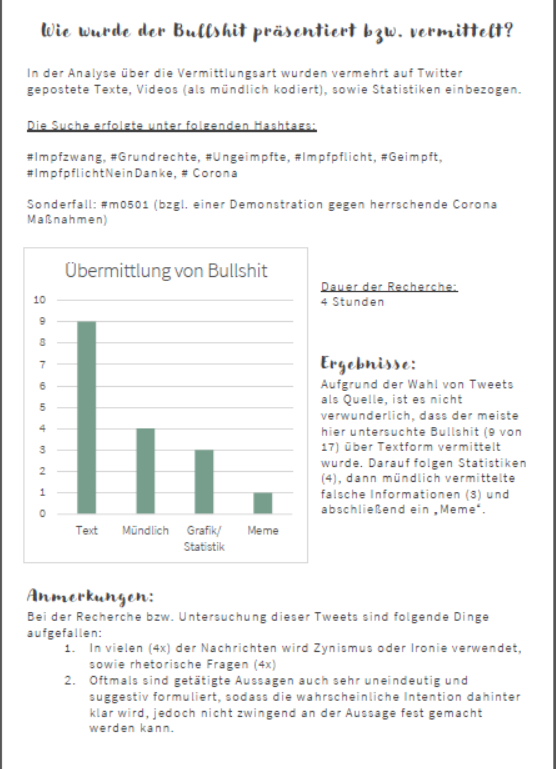 Wie wurde der Bullshit präsentiert bzw. vermittelt?
In der Analyse über die Vermittlungsart wurden vermehrt auf Twitter
gepostete Texte, Videos (als mündlich kodiert), sowie Statistiken einbezogen.
Die Suche erfolgte unter folgenden Hashtags:
#Impfzwang, #Grundrechte, #Ungeimpfte, #Impfpflicht, #Geimpft,
#ImpfpflichtNeinDanke, # Corona
Sonderfall: #m0501 (bzgl. einer Demonstration gegen herrschende Corona
Maßnahmen)
Übermittlung von Bullshit
10
9
8
7
6
5
4
3
2
1
0
Text Mündlich Grafik/ Meme
Statistik
Dauer der Recherche:
4 Stunden
Ergebnisse:
Aufgrund der Wahl von Tweets
als Quelle, ist es nicht
verwunderlich, dass der meiste
hier untersuchte Bullshit (9 von
17) über Textform vermittelt
wurde. Darauf folgen Statistiken
(4), dann mündlich vermittelte
falsche Informationen (3) und
abschließend ein „Meme“.
Anmerkungen:
Bei der Recherche bzw. Untersuchung dieser Tweets sind folgende Dinge
aufgefallen:
1. In vielen (4x) der Nachrichten wird Zynismus oder Ironie verwendet,
sowie rhetorische Fragen (4x)
2. Oftmals sind getätigte Aussagen auch sehr uneindeutig und
suggestiv formuliert, sodass die wahrscheinliche Intention dahinter
klar wird, jedoch nicht zwingend an der Aussage fest gemacht
werden kann.